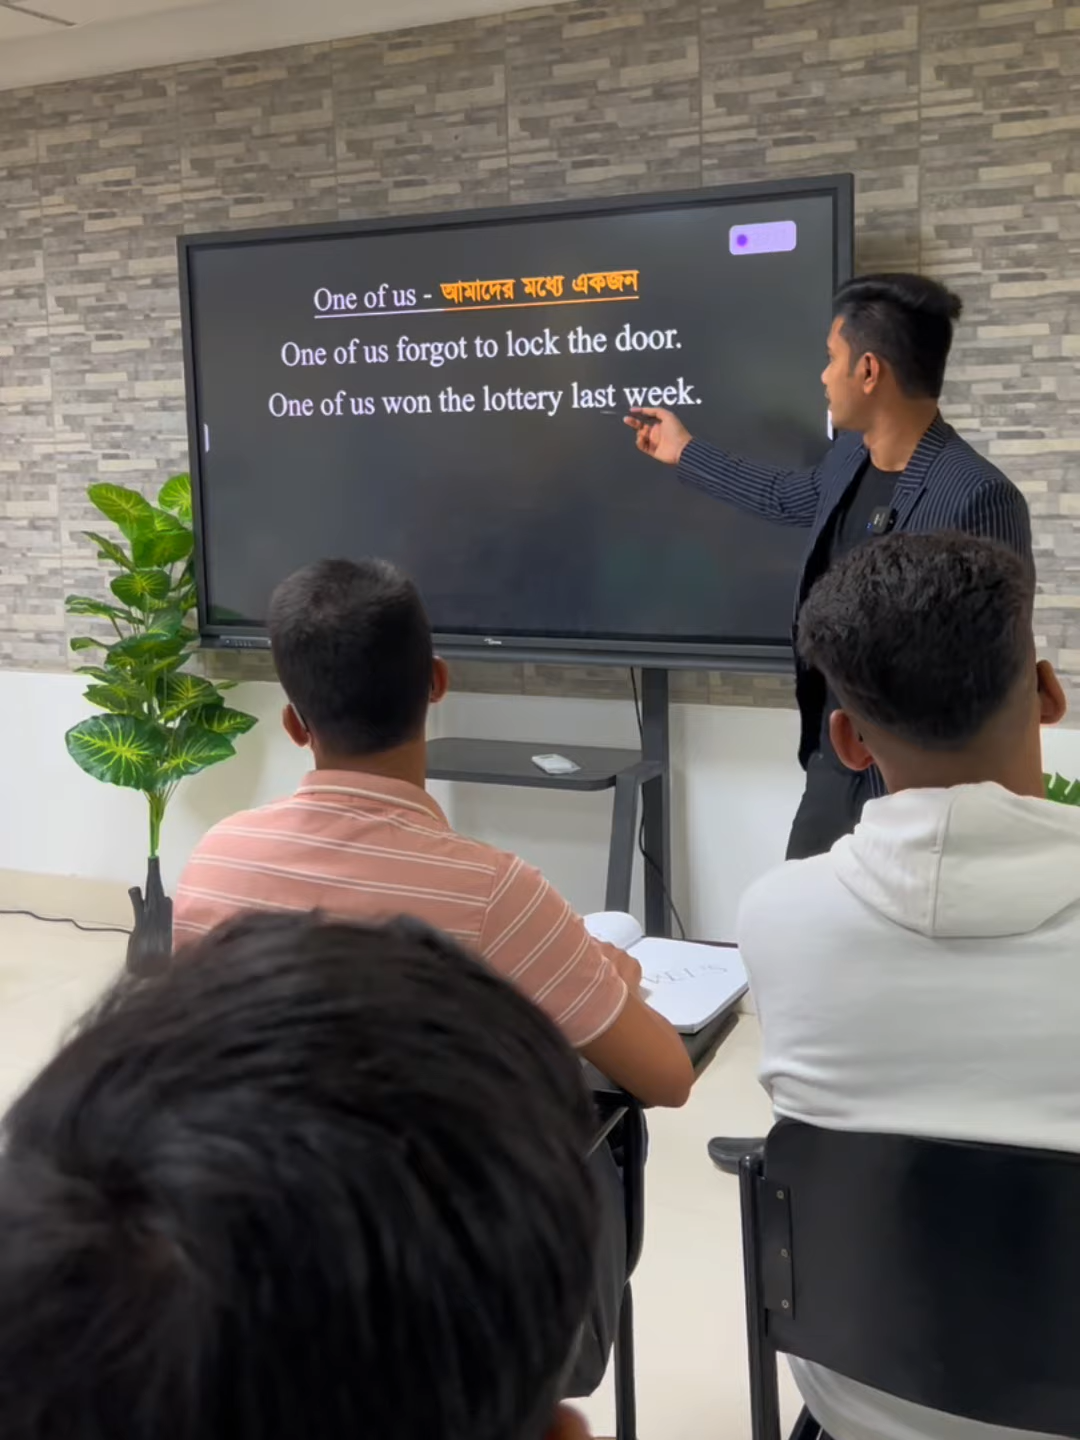 One of us - আমাদের মধ্যে একজন
One of us forgot to lock the door.
One of us won the lottery last week.